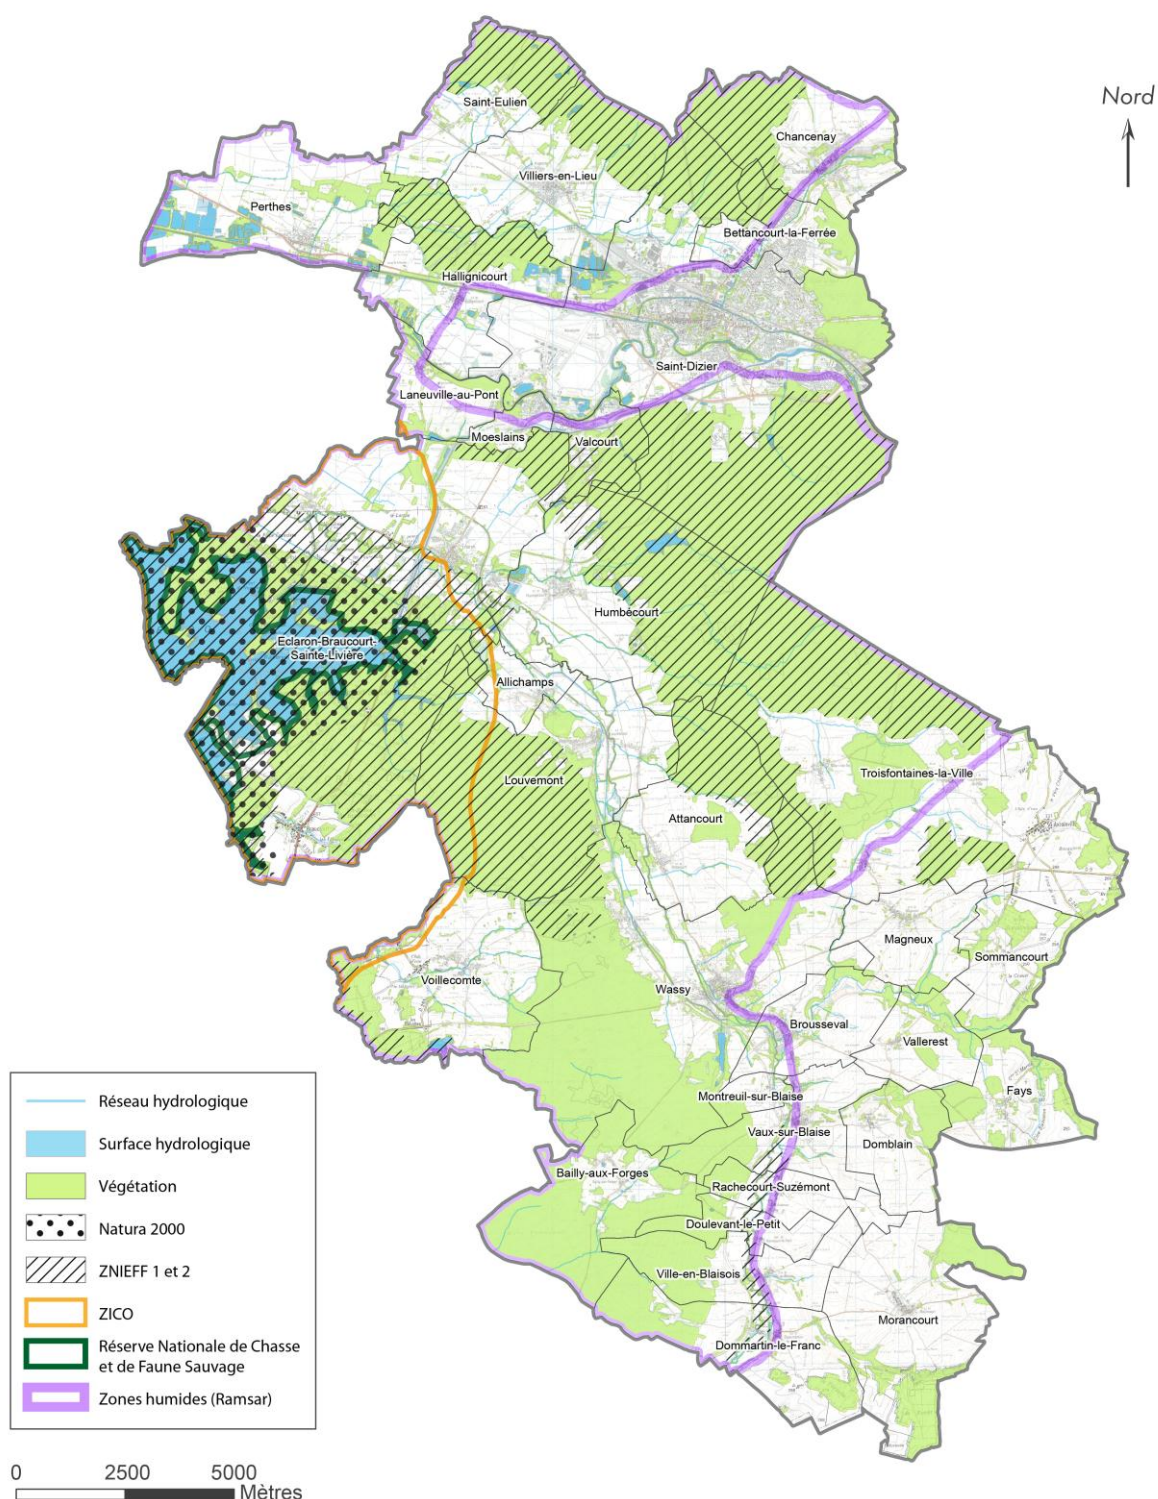 Nord
Saint-Eulien
Chancenay
Villiers-en-Lieu
Perthes
Bettancourt-la-Ferrée
Hallignicourt
Saint-Dizier
Laneuville-au-Pont
Moeslains
Valcourt
Humbécourt
Eclaron-Braucourt-
Sainte-Livière
Allichamps
Louvemont
Troisfontaines-la-Ville
Attancourt
Magneux
Sommancourt
Voillecomte
Wassy
Brousseval
Vallerest
Fays
Montreuil-sur-Blaise
Vaux-sur-Blaise
Domblain
Bailly-aux-Forges
Rachecourt-Suzémont
Doulevant-le-Petit
Ville-en-Blaisois
Morancourt
Dommartin-le-Franc
Réseau hydrologique
Surface hydrologique
Végétation
Natura 2000
ZNIEFF 1 et 2
ZICO
Réserve Nationale de Chasse
et de Faune Sauvage
Zones humides (Ramsar)
0 2500 5000
Mètres